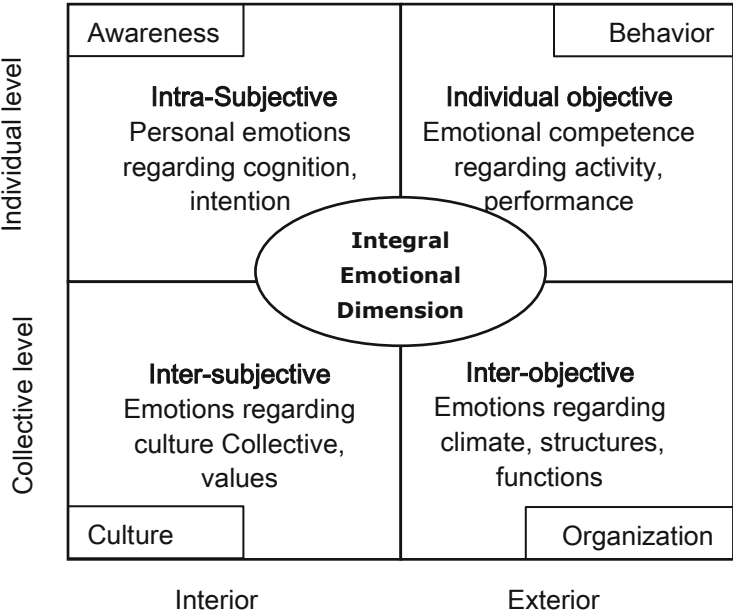 Individual level
Awareness
Intra-Subjective
Personal emotions
regarding cognition,
intention
Behavior
Individual objective
Emotional competence
regarding activity,
performance
Integral
Emotional
Dimension
Collective level
Inter-subjective
Emotions regarding
culture Collective,
values
Culture
Inter-objective
Emotions regarding
climate, structures,
functions
Organization
Interior
Exterior